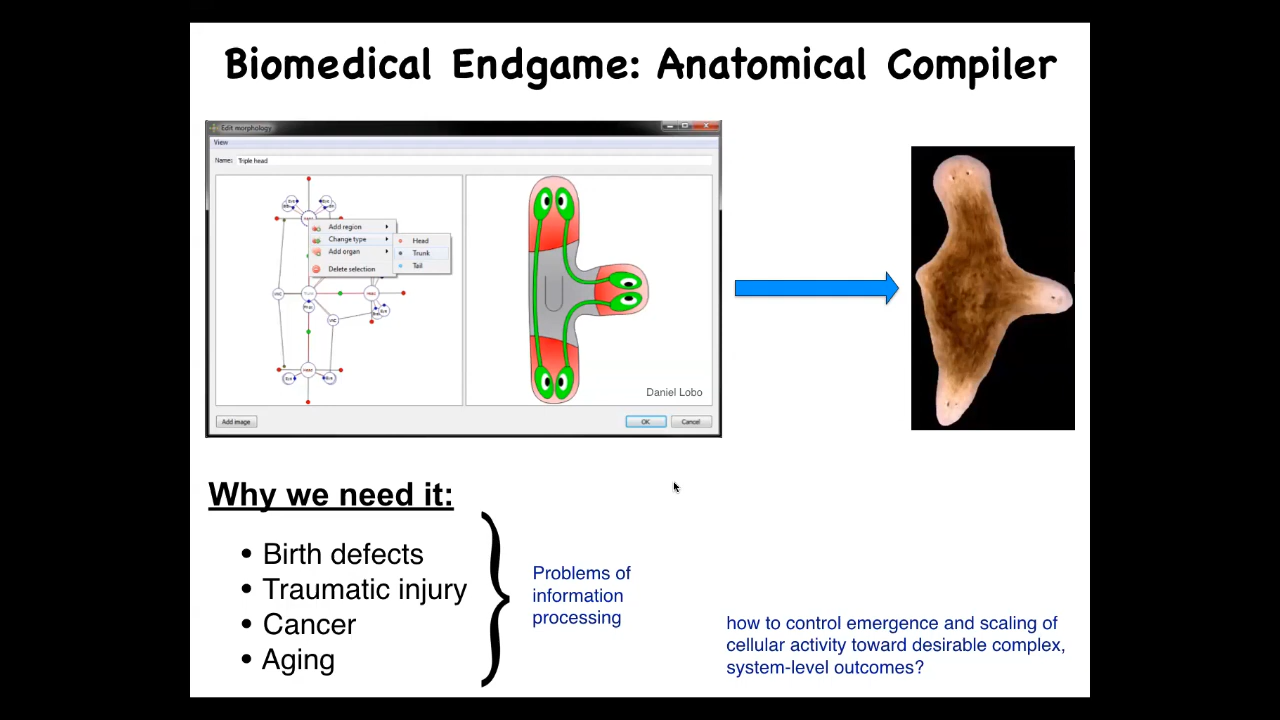 Biomedical Endgame: Anatomical Compiler
Edit morphology
View
Name: Triple head
Add region
Change type
Add organ
Delete selection
Head
Trunk
Tail
Daniel Lobo
Add image
OK
Cancel
Why we need it:
• Birth defects
• Traumatic injury
• Cancer
• Aging
Problems of
information
processing
how to control emergence and scaling of
cellular activity toward desirable complex,
system-level outcomes?